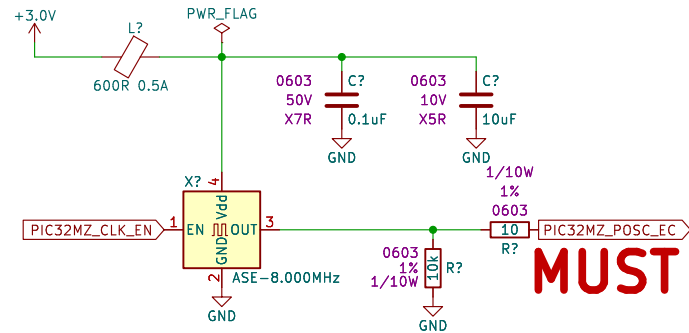 PWR_FLAG
+3.0V
L?
600R 0.5A
0603
50V
X7R
C?
0.1uF
GND
0603
10V
X5R
C?
10uF
GND
X?
4
Vdd
PIC32MZ_CLK_EN
1
EN
OUT
3
GND
2
ASE-8.000MHz
GND
1/10W
1%
0603
10
R?
PIC32MZ_POSC_EC
0603
1%
1/10W
10k
R?
GND
MUST